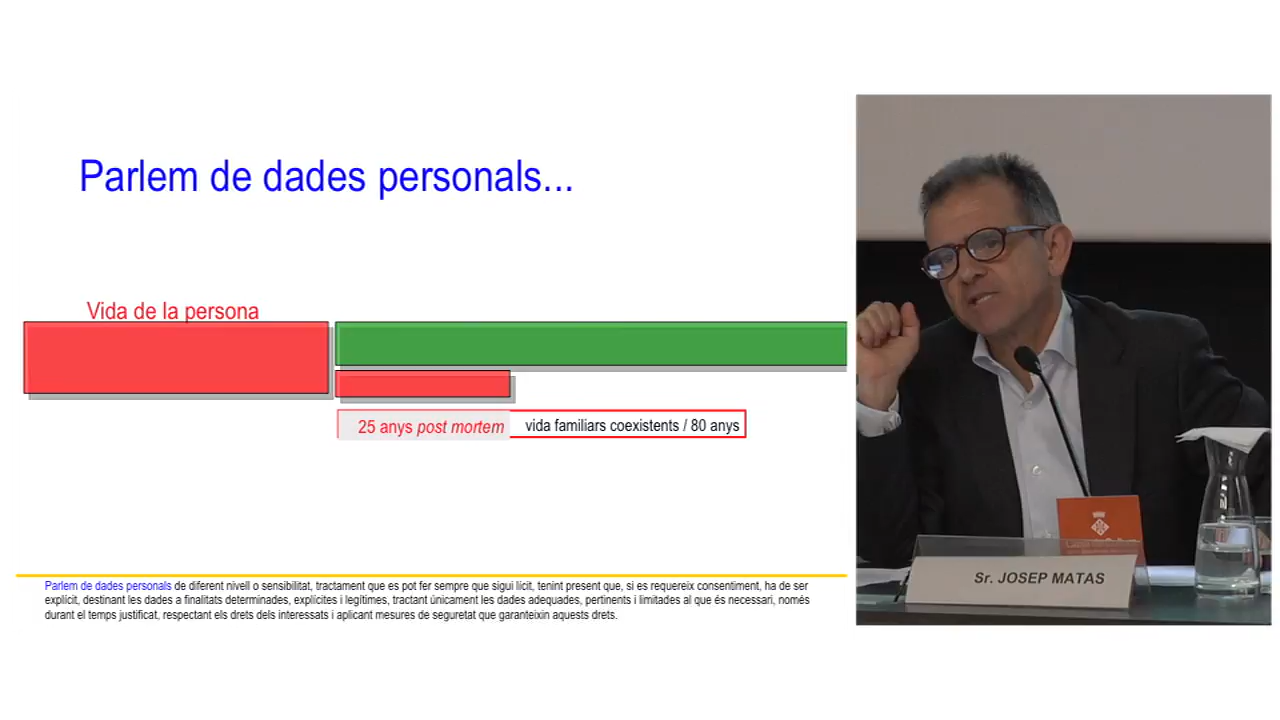 Parlem de dades personals...
Vida de la persona
25 anys post mortem
vida familiars coexistents / 80 anys
Parlem de dades personals de diferent nivell o sensibilitat, tractament que es pot fer sempre que sigui lícit, tenint present que, si es requereix consentiment, ha de ser
explícit, destinant les dades a finalitats determinades, explícites i legítimes, tractant únicament les dades adequades, pertinents i limitades al que és necessari, només
durant el temps justificat, respectant els drets dels interessats i aplicant mesures de seguretat que garanteixin aquests drets.
Sr. JOSEP MATAS